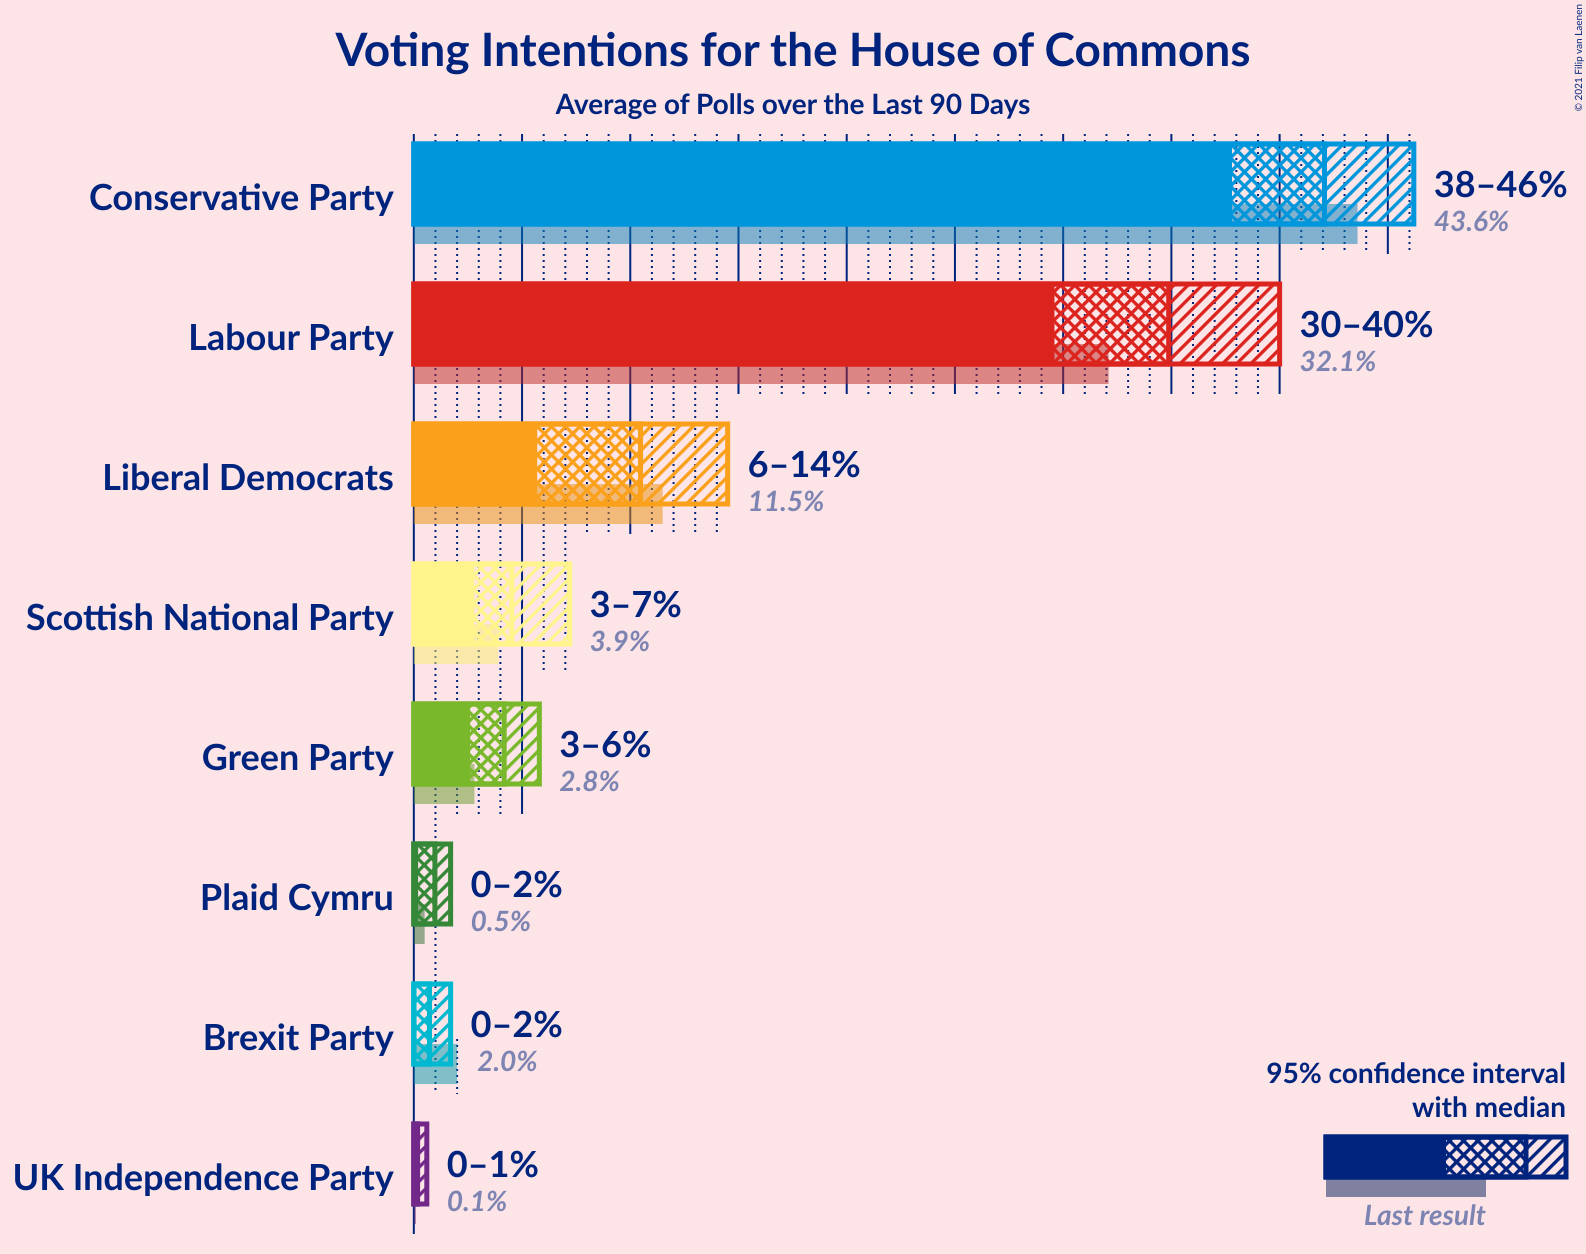 Voting Intentions for the House of Commons
Average of Polls over the Last 90 Days
© 2021 Filip van Laenen
Conservative Party
38–46%
43.6%
Labour Party
30–40%
32.1%
Liberal Democrats
6–14%
11.5%
Scottish National Party
3–7%
3.9%
Green Party
3–6%
2.8%
Plaid Cymru
0–2%
0.5%
Brexit Party
0–2%
2.0%
UK Independence Party
0–1%
0.1%
95% confidence interval
with median
Last result